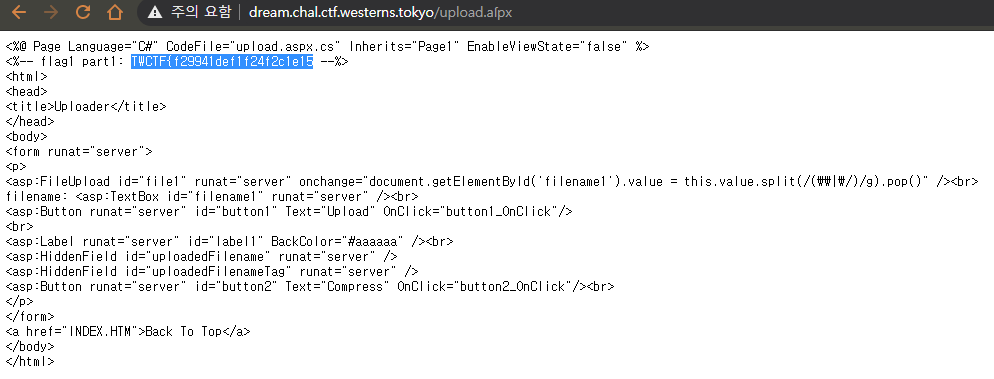 주의 요함 dream.chal.ctf.westerns.tokyo/upload.aſpx
<%@ Page Language="C#" CodeFile="upload.aspx.cs" Inherits="Page1" EnableViewState="false" %>
<%-- flag1 part1: TWCTF{f29941def1f24f2c1e15 --%>
<html>
<head>
<title>Uploader</title>
</head>
<body>
<form runat="server">
<p>
<asp:FileUpload id="file1" runat="server" onchange="document.getElementById('filename1').value = this.value.split(/(₩₩|₩/)/g).pop()" /><br>
filename: <asp:TextBox id="filename1" runat="server" /><br>
<asp:Button runat="server" id="button1" Text="Upload" OnClick="button1_OnClick"/>
<br>
<asp:Label runat="server" id="label1" BackColor="#aaaaaa" /><br>
<asp:HiddenField id="uploadedFilename" runat="server" />
<asp:HiddenField id="uploadedFilenameTag" runat="server" />
<asp:Button runat="server" id="button2" Text="Compress" OnClick="button2_OnClick"/><br>
</p>
</form>
<a href="INDEX.HTM">Back To Top</a>
</body>
</html>